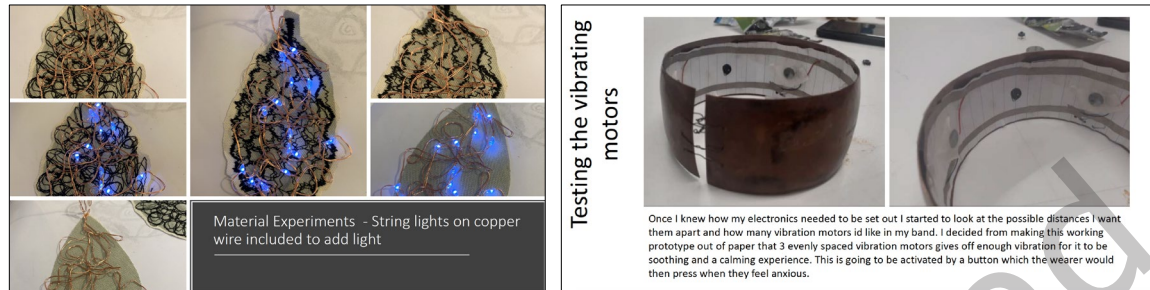 Material Experiments - String lights on copper
wire included to add light
Testing the vibrating
motors
Once I knew how my electronics needed to be set out I started to look at the possible distances I want
them apart and how many vibration motors id like in my band. I decided from making this working
prototype out of paper that 3 evenly spaced vibration motors gives off enough vibration for it to be
soothing and a calming experience. This is going to be activated by a button which the wearer would
then press when they feel anxious.